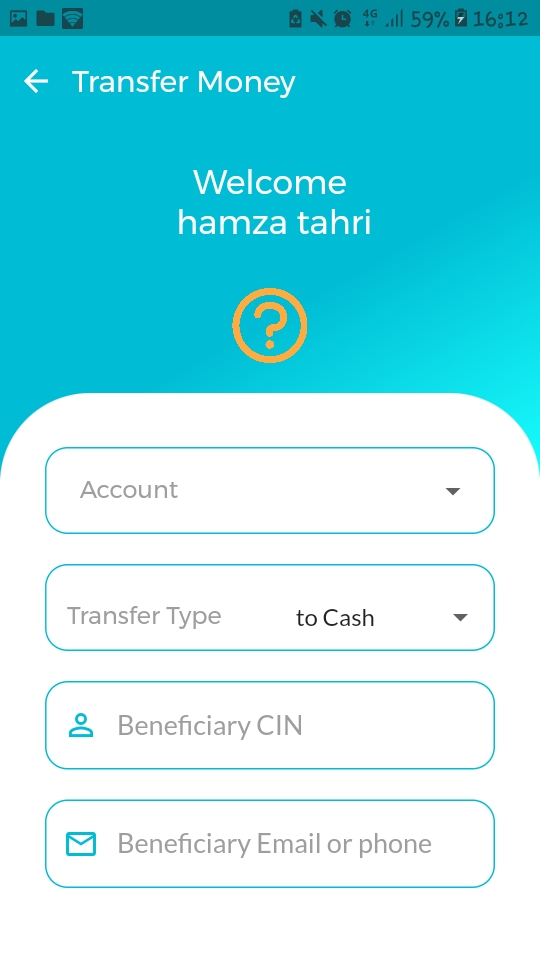 4G 59% 16:12
Transfer Money
Welcome
hamza tahri
?
Account
Transfer Type to Cash
Beneficiary CIN
Beneficiary Email or phone